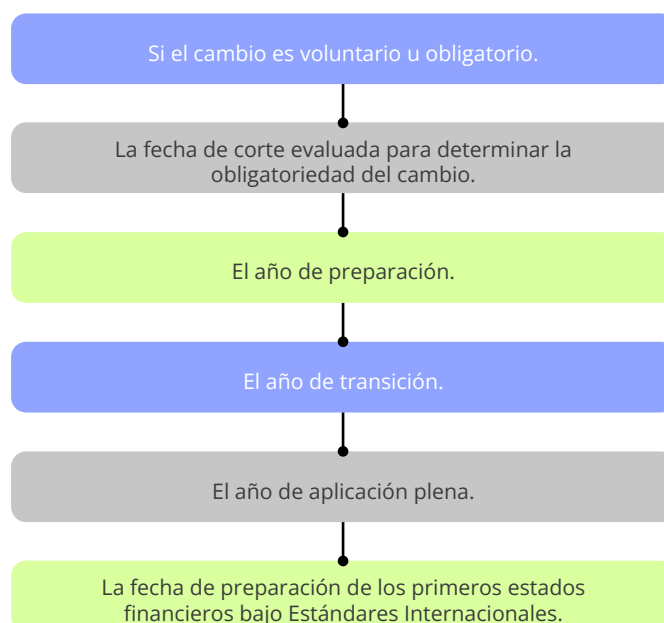 Si el cambio es voluntario u obligatorio.
La fecha de corte evaluada para determinar la
obligatoriedad del cambio.
El año de preparación.
El año de transición.
El año de aplicación plena.
La fecha de preparación de los primeros estados
financieros bajo Estándares Internacionales.